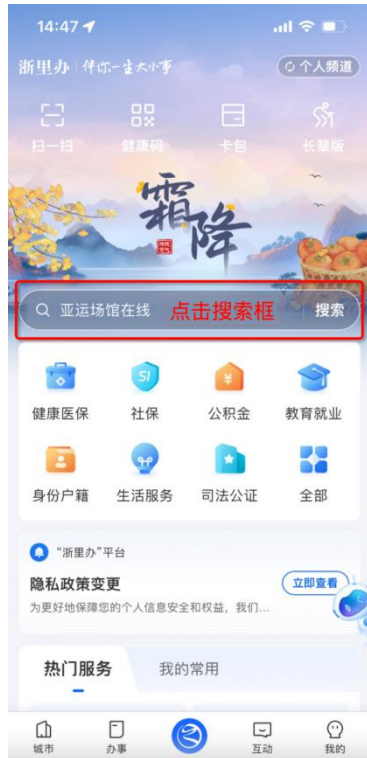 14:47
浙里办 伴你一生大小事 个人频道
扫一扫 健康码 卡包 长辈版
霜降
亚运场馆在线 点击搜索框 搜索
健康医保 社保 公积金 教育就业
身份户籍 生活服务 司法公证 全部
“浙里办”平台
隐私政策变更 立即查看
为更好地保障您的个人信息安全和权益，我们...
热门服务 我的常用
城市 办事 互动 我的